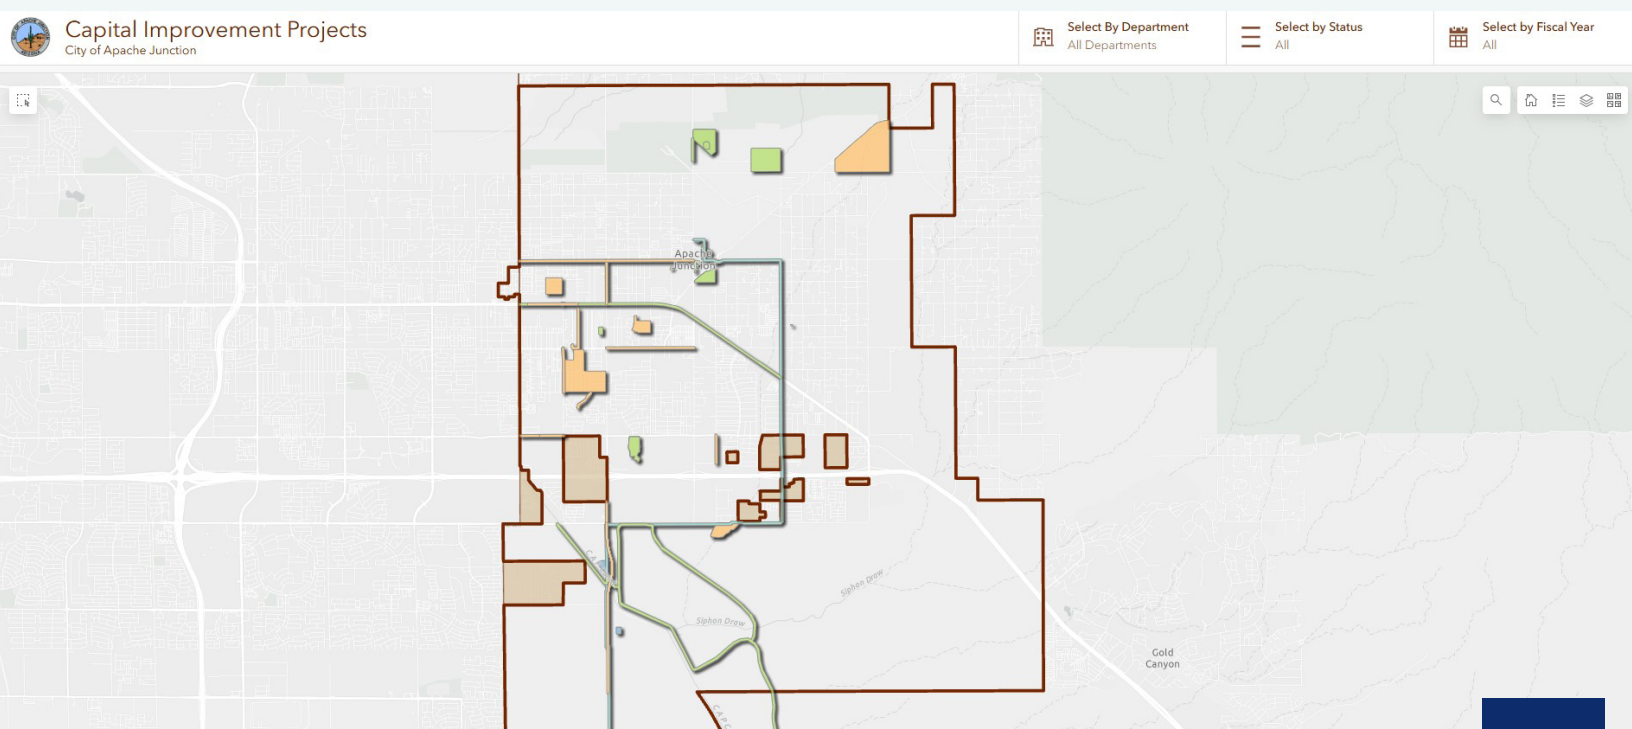 Capital Improvement Projects
City of Apache Junction
Select By Department
All Departments
Select by Status
All
Select by Fiscal Year
All
Apache
Junction
Siphon Draw
Siphon Draw
Gold
Canyon